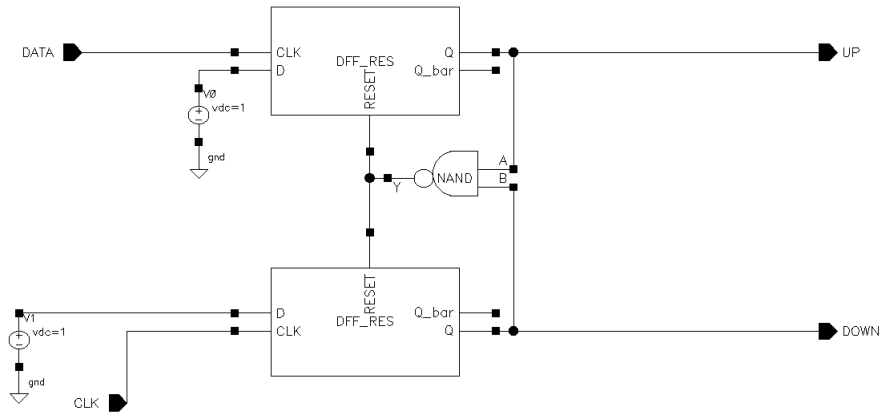 DATA
CLK
D
DFF_RES
RESET
Q
Q_bar
UP
VØ
vdc=1
gnd
A
B
NAND
Y
RESET
D
CLK
DFF_RES
Q_bar
Q
DOWN
V1
vdc=1
gnd
CLK